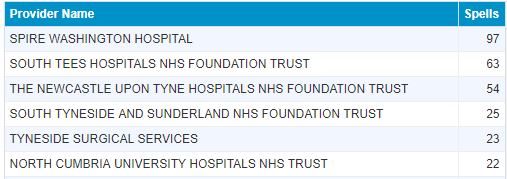 Provider Name Spells
SPIRE WASHINGTON HOSPITAL 97
SOUTH TEES HOSPITALS NHS FOUNDATION TRUST 63
THE NEWCASTLE UPON TYNE HOSPITALS NHS FOUNDATION TRUST 54
SOUTH TYNESIDE AND SUNDERLAND NHS FOUNDATION TRUST 25
TYNESIDE SURGICAL SERVICES 23
NORTH CUMBRIA UNIVERSITY HOSPITALS NHS TRUST 22